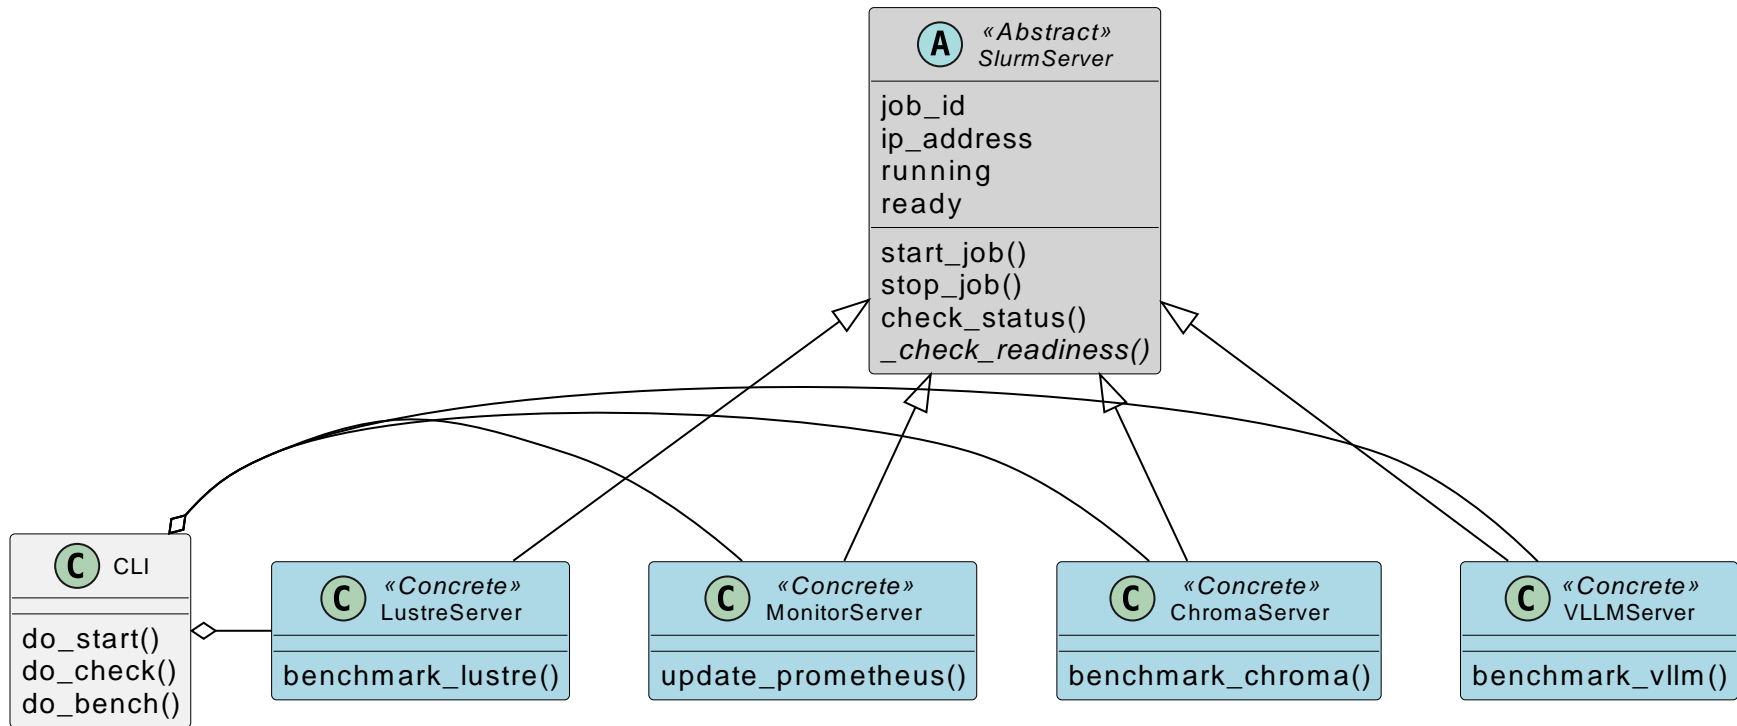 A
«Abstract»
SlurmServer
job_id
ip_address
running
ready
start_job()
stop_job()
check_status()
_check_readiness()
C
CLI
do_start()
do_check()
do_bench()
C
«Concrete»
LustreServer
benchmark_lustre()
C
«Concrete»
MonitorServer
update_prometheus()
C
«Concrete»
ChromaServer
benchmark_chroma()
C
«Concrete»
VLLMServer
benchmark_vllm()